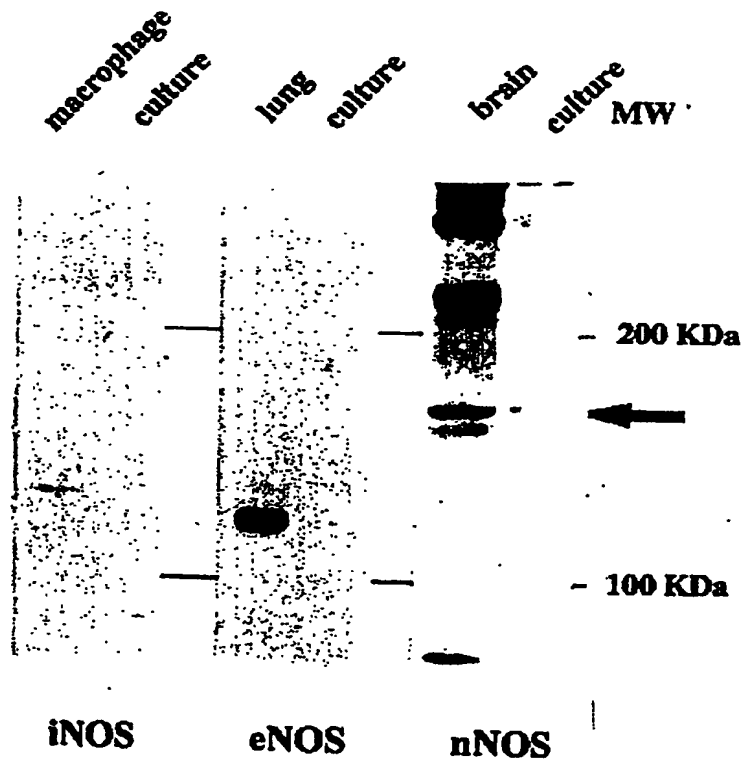 macrophage culture lung culture brain culture MW
200 KDa
100 KDa
iNOS eNOS nNOS